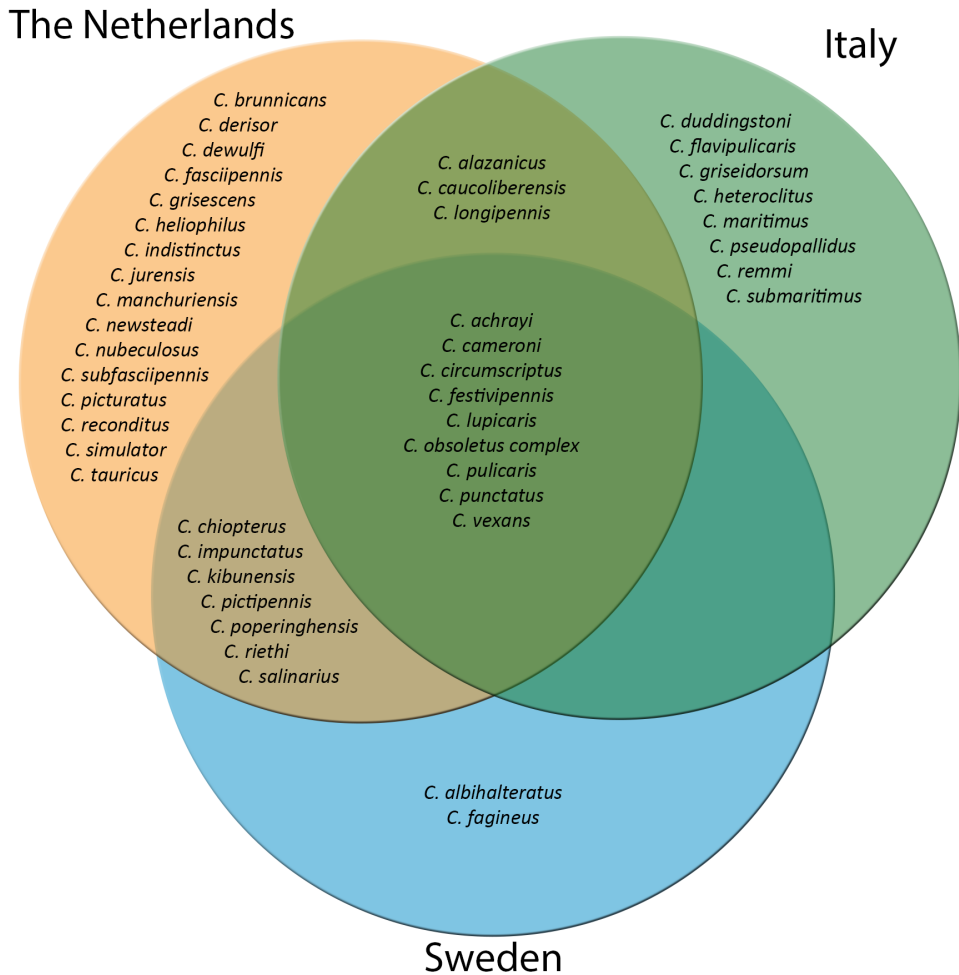 The Netherlands
Italy
C. brunnicans
C. derisor
C. dewulfi
C. fasciipennis
C. grisescens
C. heliophilus
C. indistinctus
C. jurensis
C. manchuriensis
C. newsteadi
C. nubeculosus
C. subfasciipennis
C. picturatus
C. reconditus
C. simulator
C. tauricus
C. alazanicus
C. caucoliberensis
C. longipennis
C. duddingstoni
C. flavipulicaris
C. griseidorsum
C. heteroclitus
C. maritimus
C. pseudopallidus
C. remmi
C. submaritimus
C. achrayi
C. cameroni
C. circumscriptus
C. festivipennis
C. lupicaris
C. obsoletus complex
C. pulicaris
C. punctatus
C. vexans
C. chiopterus
C. impunctatus
C. kibunensis
C. pictipennis
C. poperinghensis
C. riethi
C. salinarius
C. albihalteratus
C. fagineus
Sweden